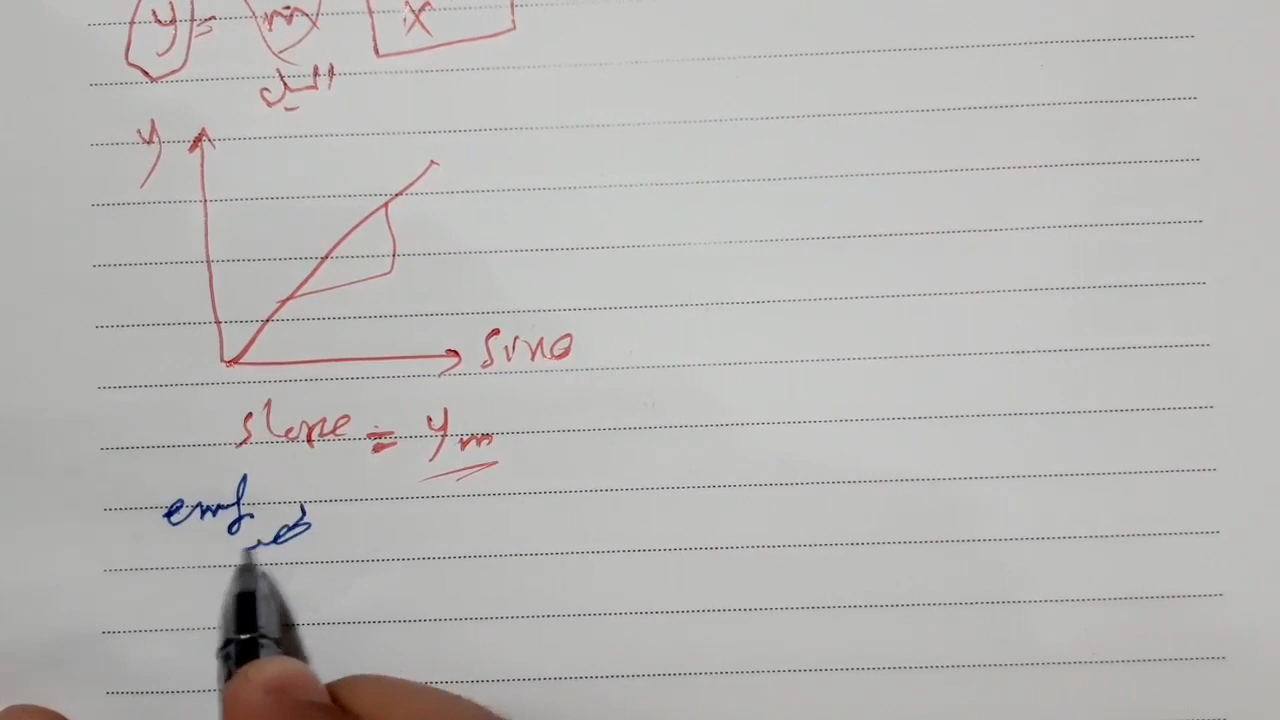 y = m x
الميل
y
sinθ
slope = ym
emf